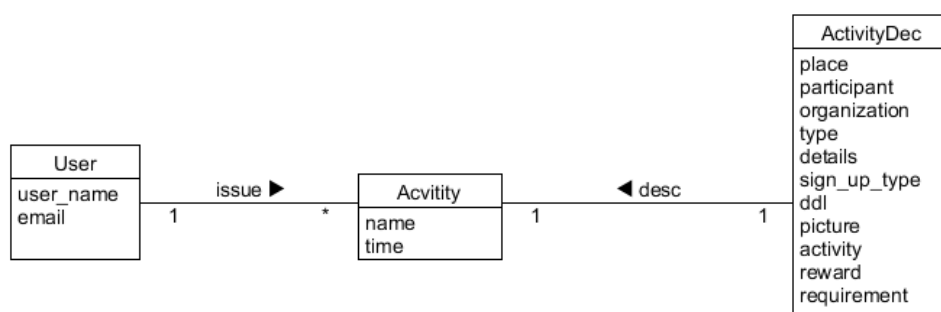 User
user_name
email
issue ▶
1
*
Acvitity
name
time
◀ desc
1
1
ActivityDec
place
participant
organization
type
details
sign_up_type
ddl
picture
activity
reward
requirement